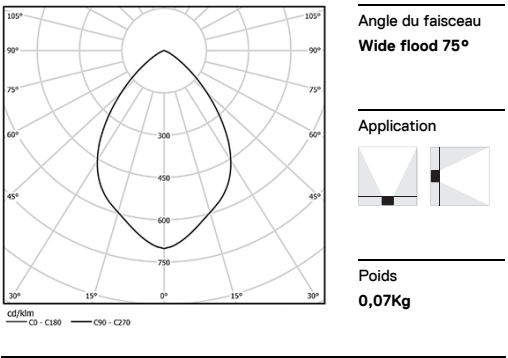 105° 105°
90° 90°
75° 75°
60° 60°
300
45° 450 45°
600
750
30° 15° 0° 15° 30°
cd/klm
C0 - C180 C90 - C270
Angle du faisceau
Wide flood 75°
Application
Poids
0,07Kg